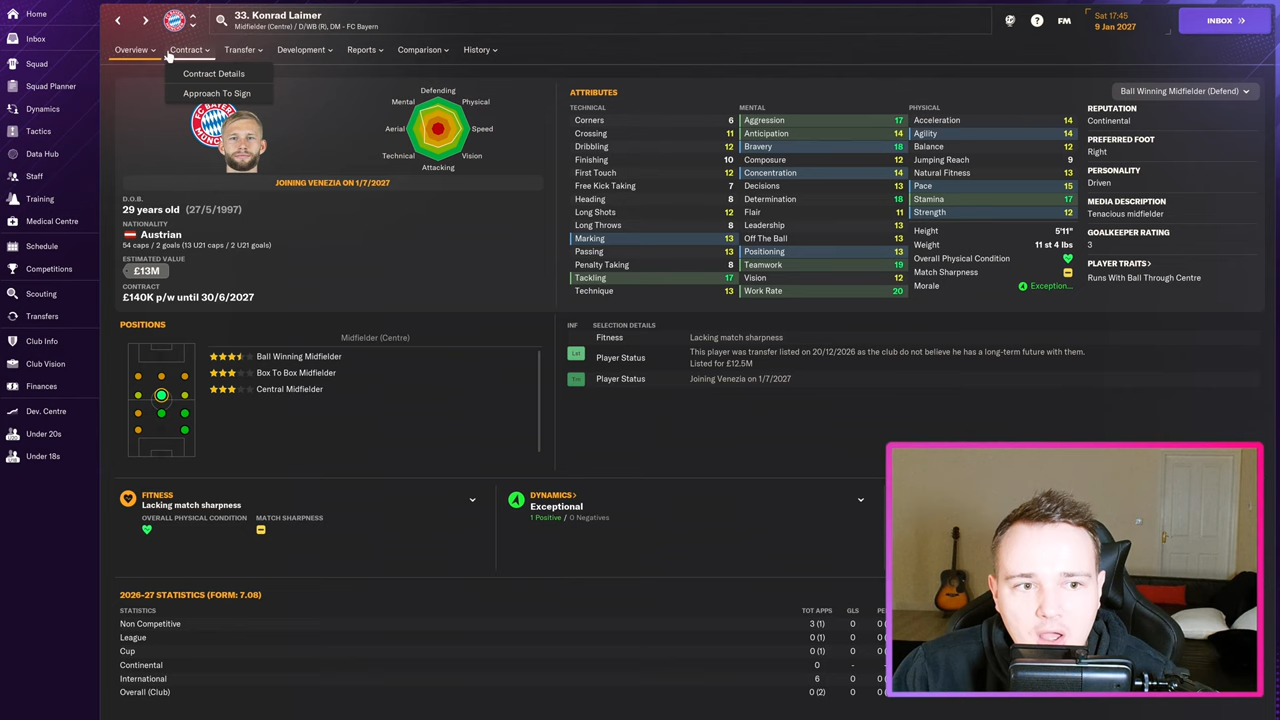 Home
Inbox
Squad
Squad Planner
Dynamics
Tactics
Data Hub
Staff
Training
Medical Centre
Schedule
Competitions
Scouting
Transfers
Club Info
Club Vision
Finances
Dev. Centre
Under 20s
Under 18s
33. Konrad Laimer
Midfielder (Centre) / D/WB (R), DM - FC Bayern
FM
Sat 17:45
9 Jan 2027
INBOX
Overview
Contract
Transfer
Development
Reports
Comparison
History
Contract Details
Approach To Sign
JOINING VENEZIA ON 1/7/2027
D.O.B.
29 years old (27/5/1997)
NATIONALITY
Austrian
54 caps / 2 goals (13 U21 caps / 2 U21 goals)
ESTIMATED VALUE
£13M
CONTRACT
£140K p/w until 30/6/2027
Defending
Physical
Speed
Vision
Attacking
Technical
Aerial
Mental
ATTRIBUTES
Ball Winning Midfielder (Defend)
TECHNICAL
Corners 6
Crossing 11
Dribbling 12
Finishing 10
First Touch 12
Free Kick Taking 7
Heading 8
Long Shots 12
Long Throws 8
Marking 13
Passing 13
Penalty Taking 8
Tackling 17
Technique 13
MENTAL
Aggression 17
Anticipation 14
Bravery 18
Composure 12
Concentration 14
Decisions 13
Determination 18
Flair 11
Leadership 13
Off The Ball 13
Positioning 13
Teamwork 19
Vision 12
Work Rate 20
PHYSICAL
Acceleration 14
Agility 14
Balance 12
Jumping Reach 9
Natural Fitness 13
Pace 15
Stamina 17
Strength 12
Height 5'11"
Weight 11 st 4 lbs
Overall Physical Condition
Match Sharpness
Morale Exception...
REPUTATION
Continental
PREFERRED FOOT
Right
PERSONALITY
Driven
MEDIA DESCRIPTION
Tenacious midfielder
GOALKEEPER RATING
3
PLAYER TRAITS
Runs With Ball Through Centre
POSITIONS
Midfielder (Centre)
Ball Winning Midfielder
Box To Box Midfielder
Central Midfielder
INF SELECTION DETAILS
Fitness Lacking match sharpness
Lst Player Status This player was transfer listed on 20/12/2026 as the club do not believe he has a long-term future with them.
Listed for £12.5M
Trn Player Status Joining Venezia on 1/7/2027
FITNESS
Lacking match sharpness
OVERALL PHYSICAL CONDITION MATCH SHARPNESS
DYNAMICS
Exceptional
1 Positive / 0 Negatives
2026-27 STATISTICS (FORM: 7.08)
STATISTICS TOT APPS GLS
Non Competitive 3 (1) 0
League 0 (1) 0
Cup 0 (1) 0
Continental 0 -
International 6 0
Overall (Club) 0 (2) 0